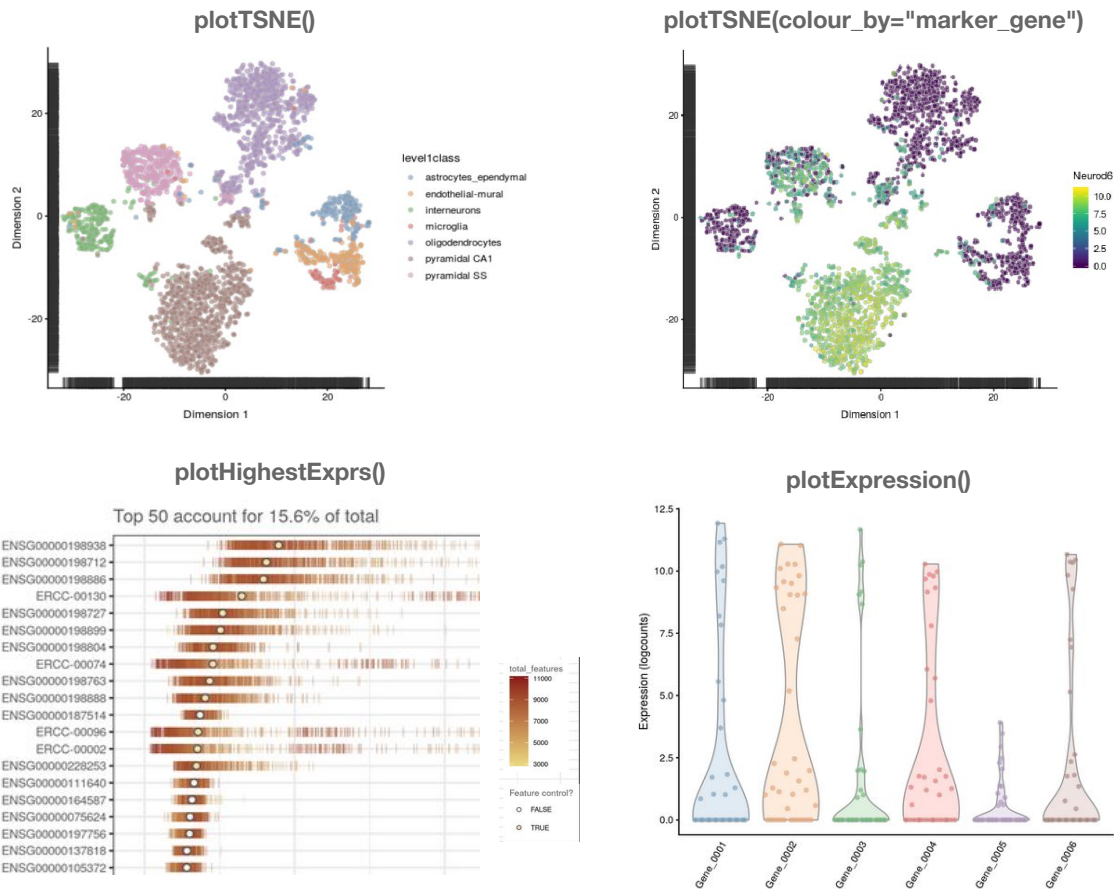 plotTSNE()
20
0
-20
Dimension 2
-20
0
20
Dimension 1
level1class
astrocytes_ependymal
endothelial-mural
interneurons
microglia
oligodendrocytes
pyramidal CA1
pyramidal SS
plotTSNE(colour_by="marker_gene")
20
0
-20
Dimension 2
-20
0
20
Dimension 1
Neurod6
10.0
7.5
5.0
2.5
0.0
plotHighestExprs()
Top 50 account for 15.6% of total
ENSG00000198938
ENSG00000198712
ENSG00000198886
ERCC-00130
ENSG00000198727
ENSG00000198899
ENSG00000198804
ERCC-00074
ENSG00000198763
ENSG00000198888
ENSG00000187514
ERCC-00096
ERCC-00002
ENSG00000228253
ENSG00000111640
ENSG00000164587
ENSG00000075624
ENSG00000197756
ENSG00000137818
ENSG00000105372
total_features
11000
9000
7000
5000
3000
Feature control?
FALSE
TRUE
plotExpression()
12.5
10.0
7.5
5.0
2.5
0.0
Expression (logcounts)
Gene_0001
Gene_0002
Gene_0003
Gene_0004
Gene_0005
Gene_0006